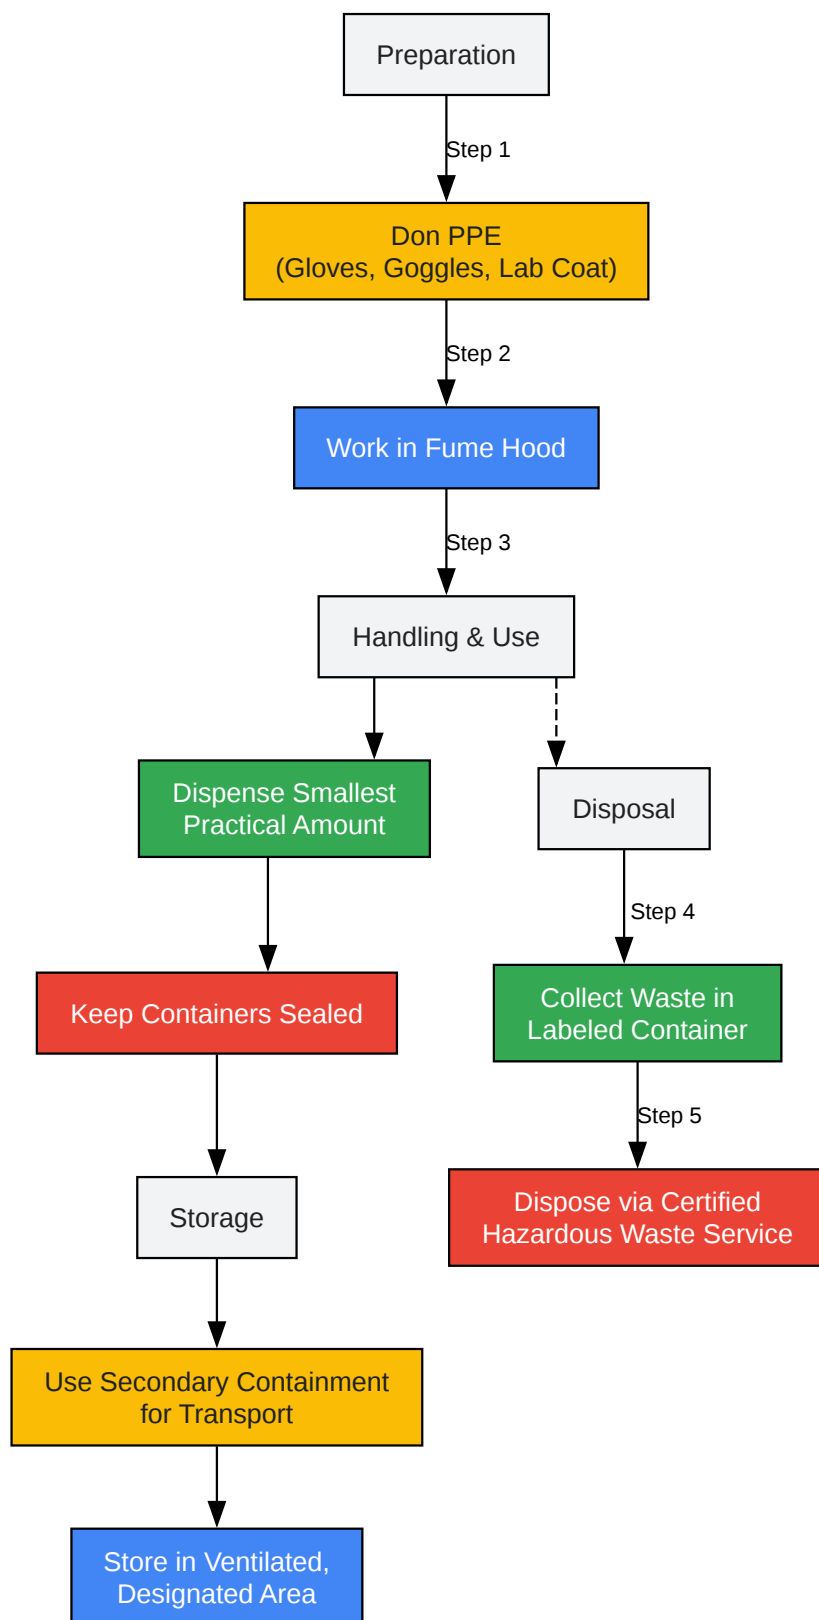 Preparation
Step 1
Don PPE
(Gloves, Goggles, Lab Coat)
Step 2
Work in Fume Hood
Step 3
Handling & Use
Dispense Smallest
Practical Amount
Disposal
Step 4
Keep Containers Sealed
Collect Waste in
Labeled Container
Step 5
Storage
Dispose via Certified
Hazardous Waste Service
Use Secondary Containment
for Transport
Store in Ventilated,
Designated Area